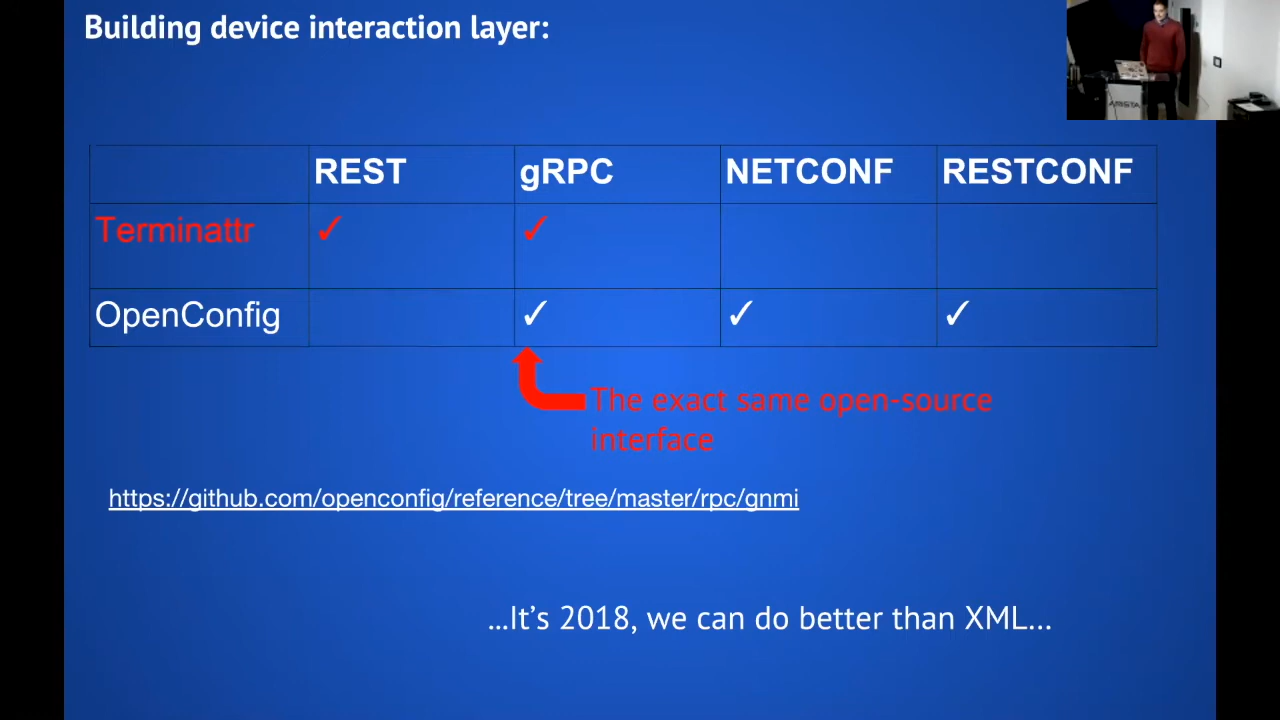 Building device interaction layer:
ARISTA
REST gRPC NETCONF RESTCONF
Terminattr ✓ ✓
OpenConfig ✓ ✓ ✓
The exact same open-source
interface
https://github.com/openconfig/reference/tree/master/rpc/gnmi
...It's 2018, we can do better than XML...